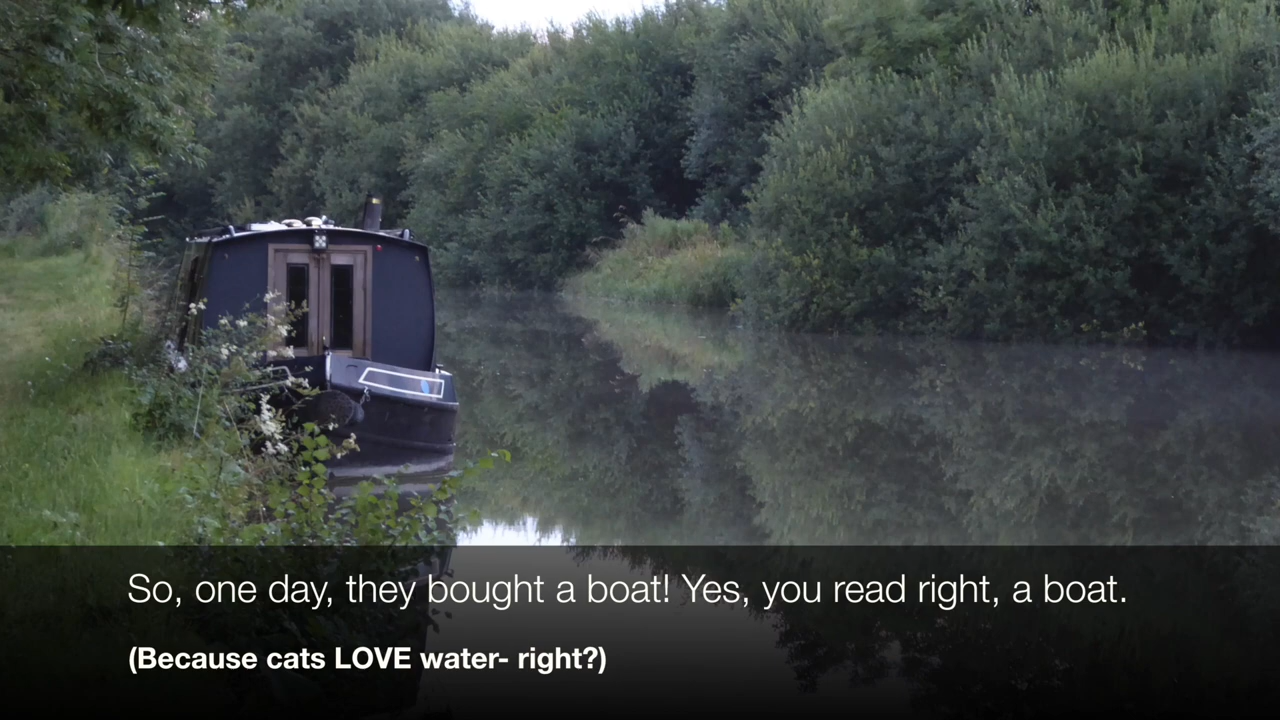 So, one day, they bought a boat! Yes, you read right, a boat.
(Because cats LOVE water- right?)